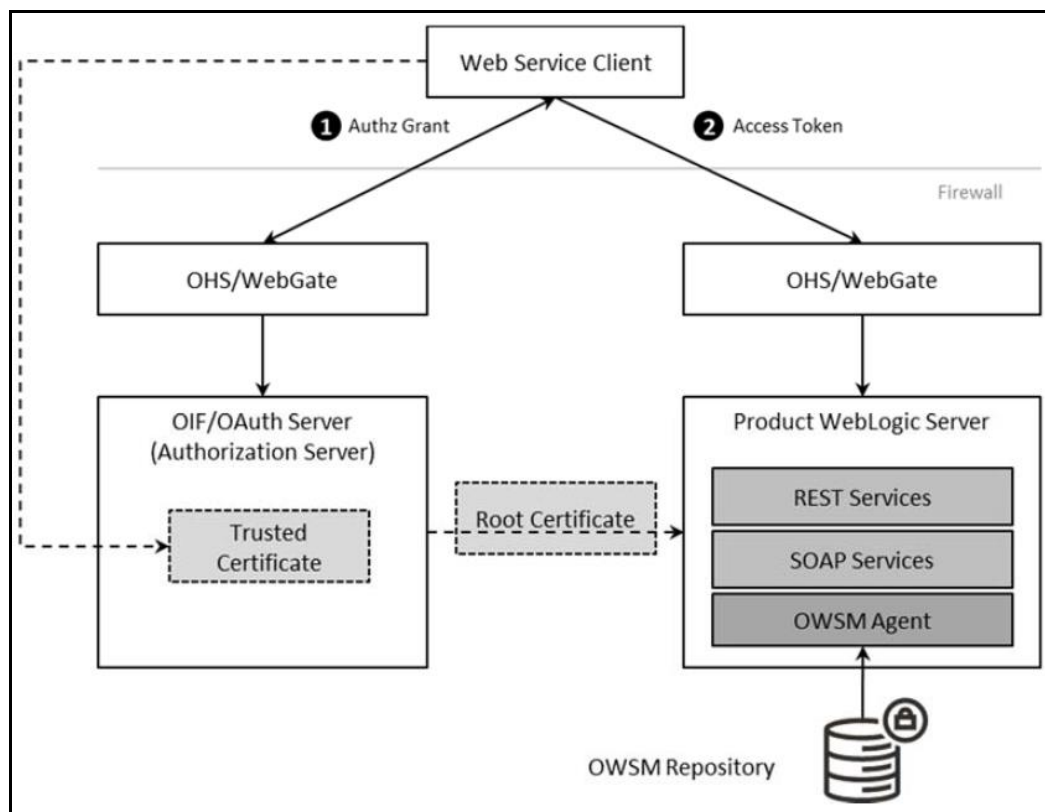 Web Service Client
1 Authz Grant
2 Access Token
Firewall
OHS/WebGate
OHS/WebGate
OIF/OAuth Server
(Authorization Server)
Trusted
Certificate
Root Certificate
Product WebLogic Server
REST Services
SOAP Services
OWSM Agent
OWSM Repository